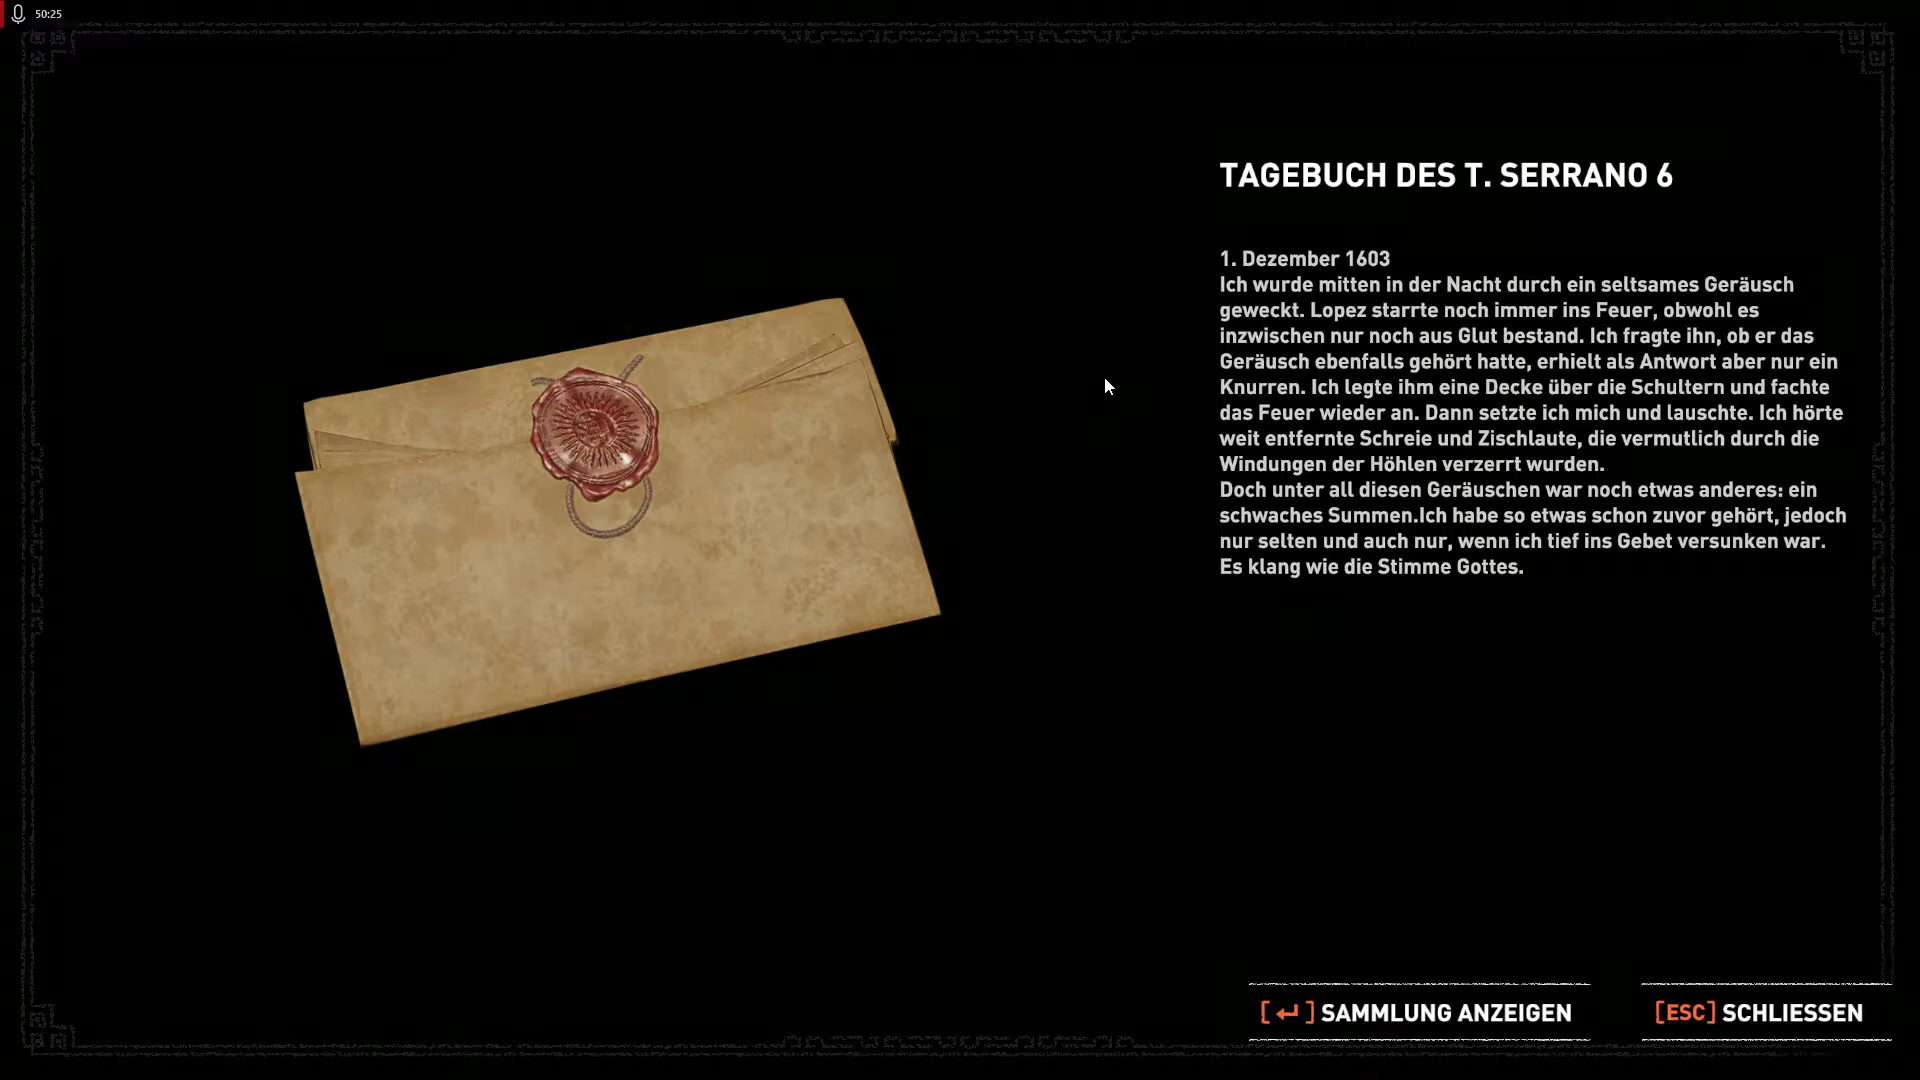 50:25
TAGEBUCH DES T. SERRANO 6
1. Dezember 1603
Ich wurde mitten in der Nacht durch ein seltsames Geräusch
geweckt. Lopez starrte noch immer ins Feuer, obwohl es
inzwischen nur noch aus Glut bestand. Ich fragte ihn, ob er das
Geräusch ebenfalls gehört hatte, erhielt als Antwort aber nur ein
Knurren. Ich legte ihm eine Decke über die Schultern und fachte
das Feuer wieder an. Dann setzte ich mich und lauschte. Ich hörte
weit entfernte Schreie und Zischlaute, die vermutlich durch die
Windungen der Höhlen verzerrt wurden.
Doch unter all diesen Geräuschen war noch etwas anderes: ein
schwaches Summen.Ich habe so etwas schon zuvor gehört, jedoch
nur selten und auch nur, wenn ich tief ins Gebet versunken war.
Es klang wie die Stimme Gottes.
[↵] SAMMLUNG ANZEIGEN
[ESC] SCHLIESSEN